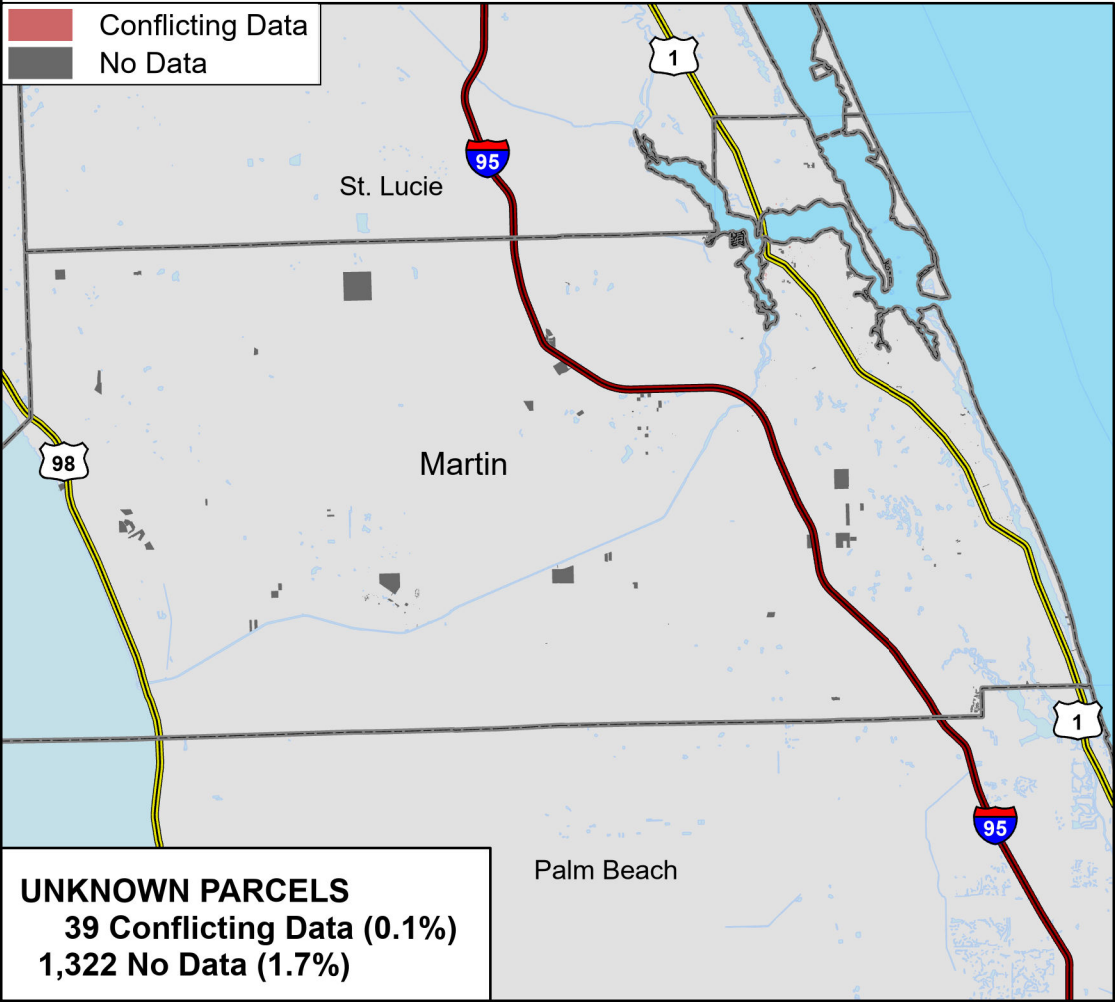 Conflicting Data
No Data
1
95
St. Lucie
98
Martin
1
95
Palm Beach
UNKNOWN PARCELS
39 Conflicting Data (0.1%)
1,322 No Data (1.7%)